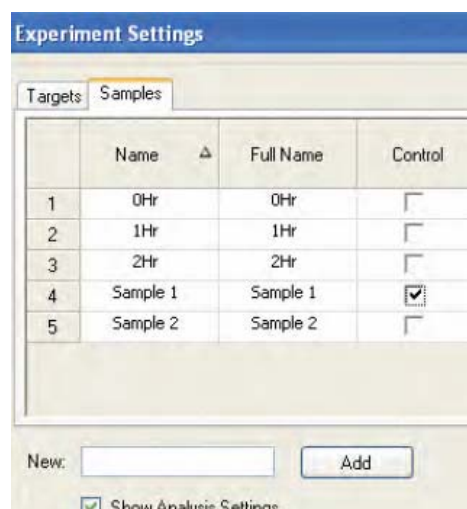 Experiment Settings
Targets Samples
Name Full Name Control
1 0Hr 0Hr
2 1Hr 1Hr
3 2Hr 2Hr
4 Sample 1 Sample 1
5 Sample 2 Sample 2
New: Add
Show Analysis Settings